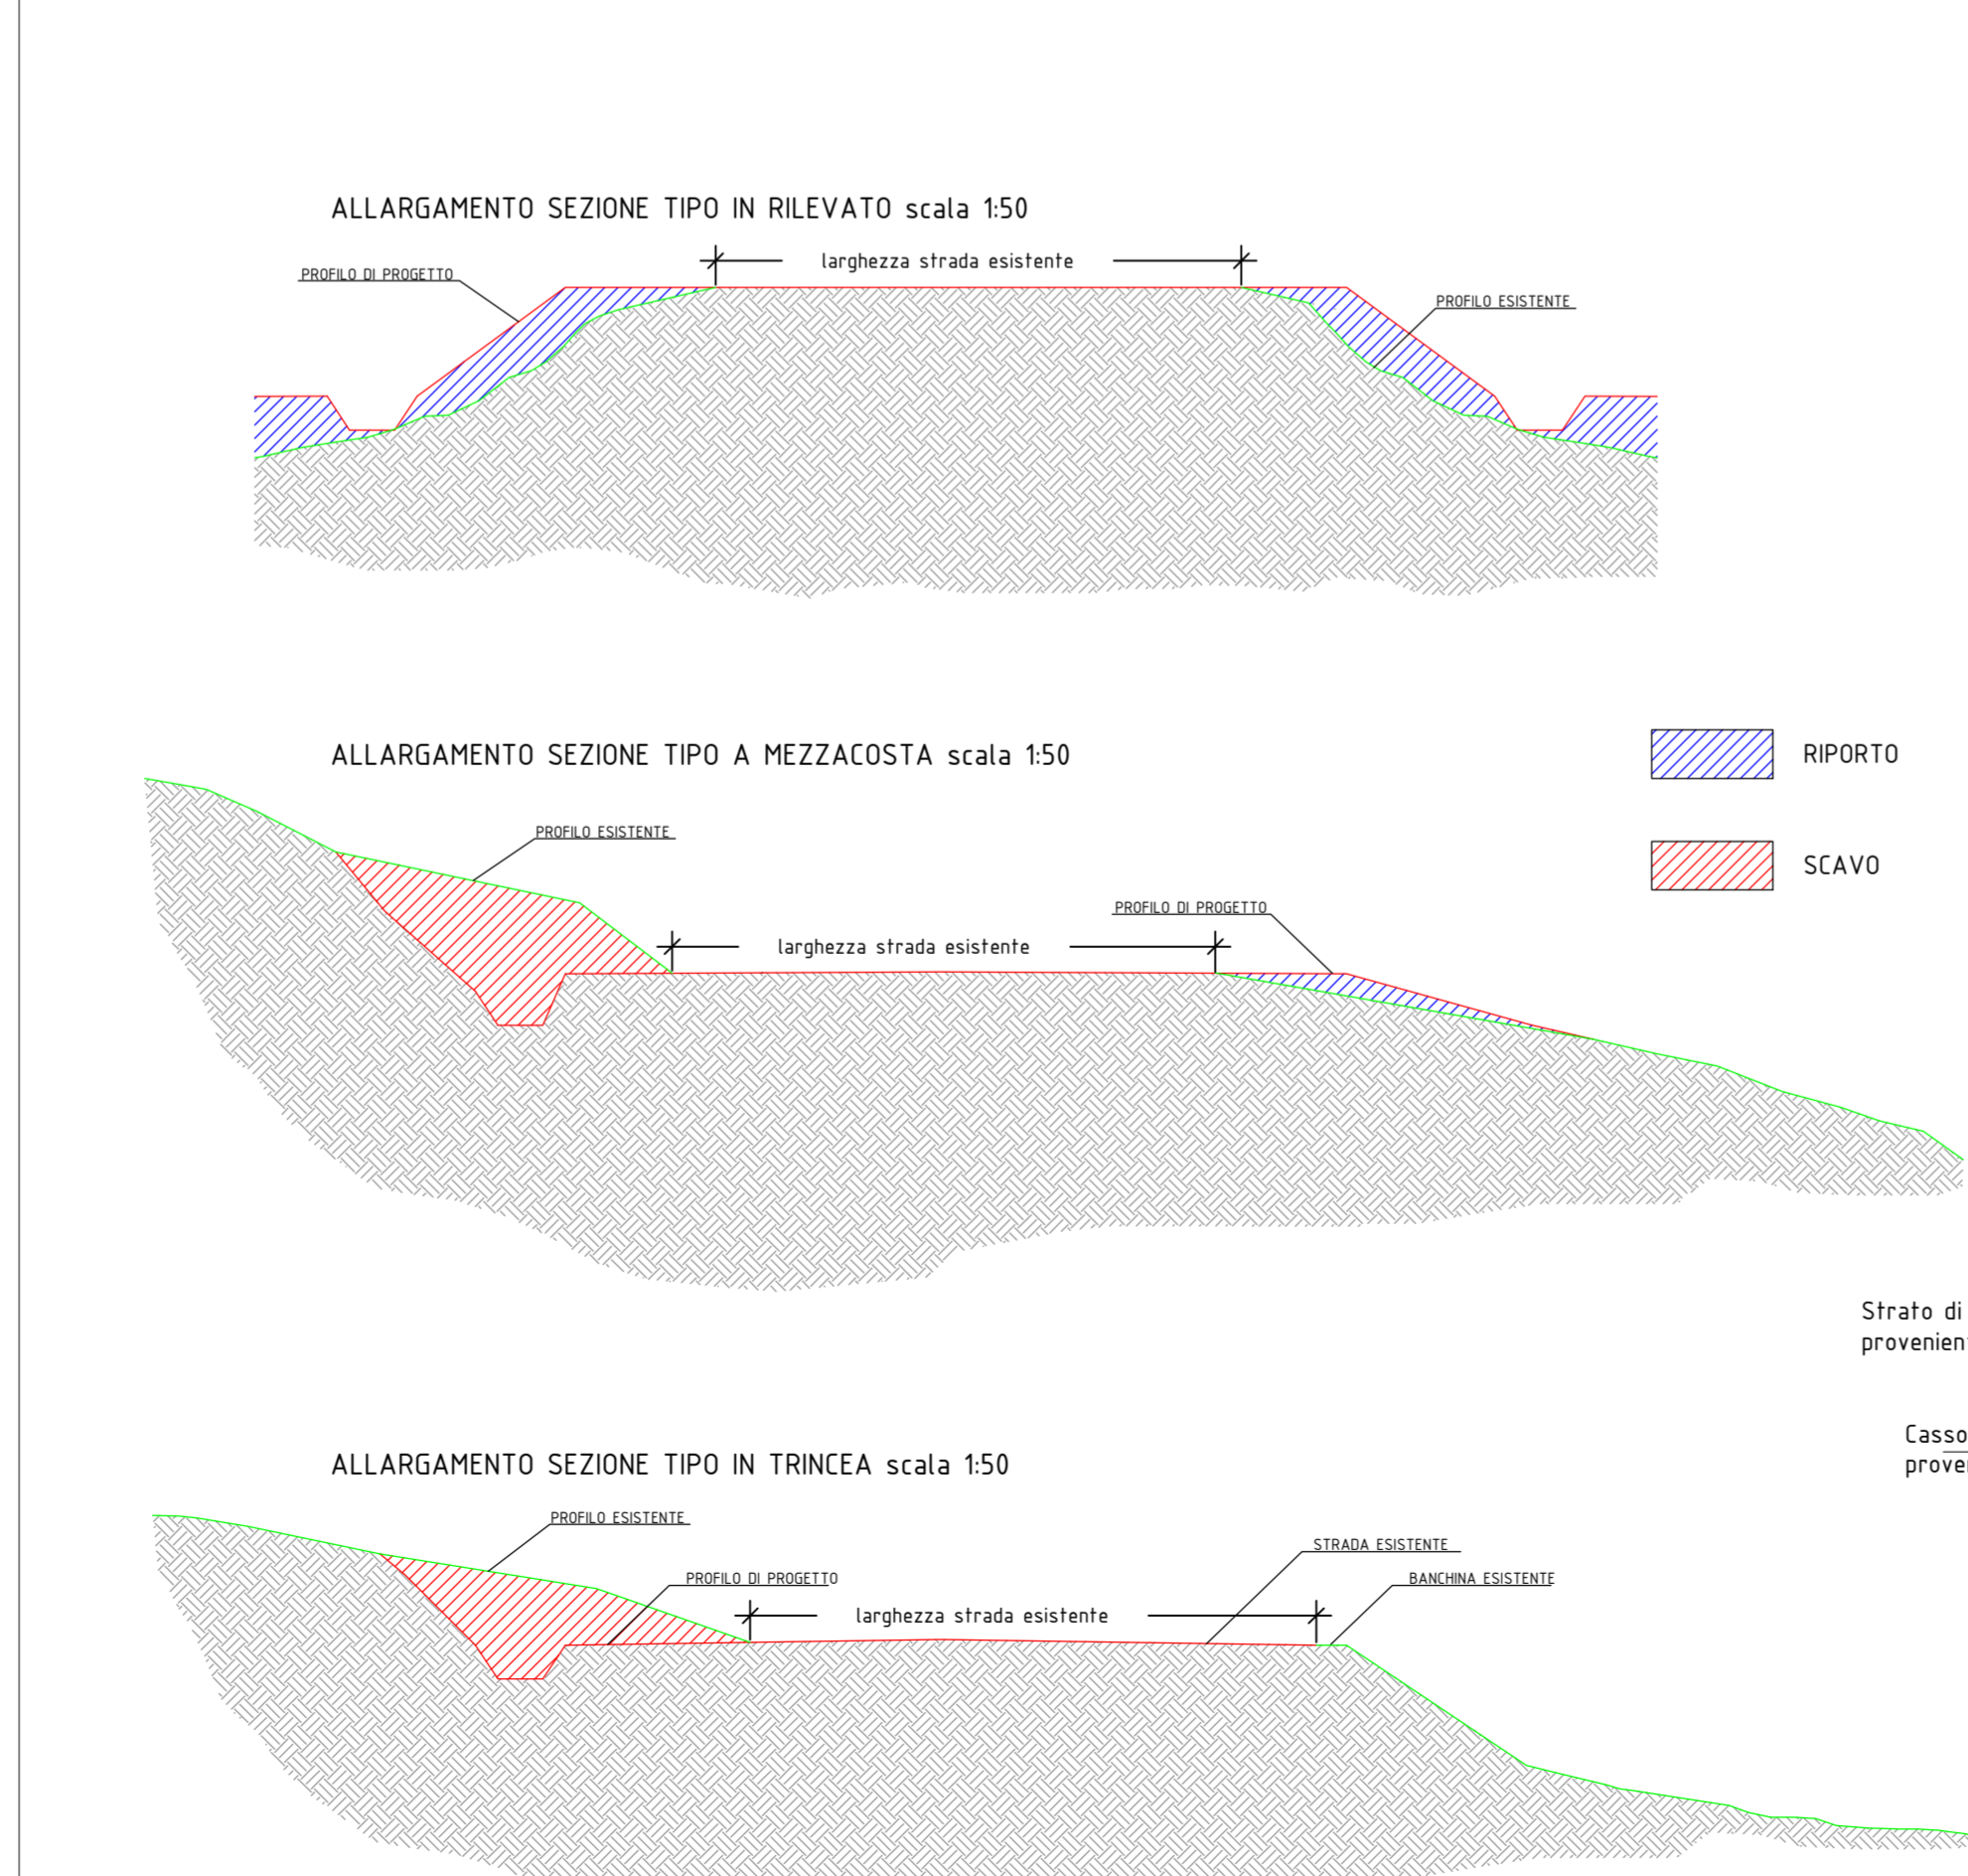 ALLARGAMENTO SEZIONE TIPO IN RILEVATO scala 1:50
larghezza strada esistente
PROFILO DI PROGETTO
PROFILO ESISTENTE
ALLARGAMENTO SEZIONE TIPO A MEZZACOSTA scala 1:50
RIPORTO
PROFILO ESISTENTE
SCAVO
PROFILO DI PROGETTO
larghezza strada esistente
Strato di
provenien
Casso
prove
ALLARGAMENTO SEZIONE TIPO IN TRINCEA scala 1:50
PROFILO ESISTENTE
STRADA ESISTENTE
PROFILO DI PROGETTO
BANCHINA ESISTENTE
larghezza strada esistente